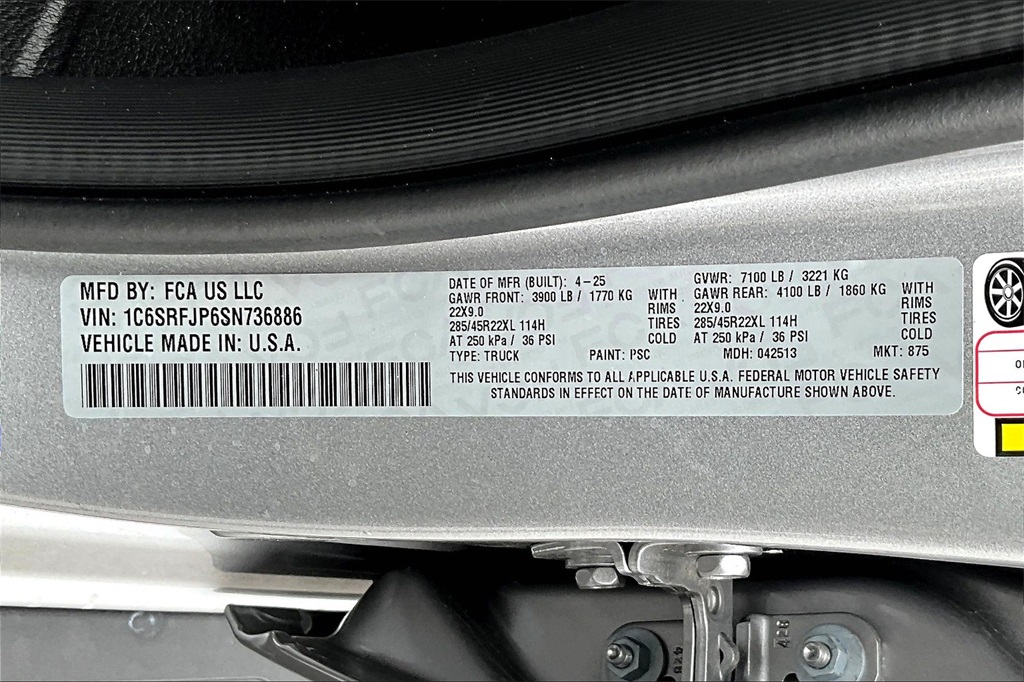 MFD BY: FCA US LLC
VIN: 1C6SRFJP6SN736886
VEHICLE MADE IN: U.S.A.
DATE OF MFR (BUILT): 4-25
GAWR FRONT: 3900 LB / 1770 KG WITH
22X9.0 RIMS
285/45R22XL 114H TIRES
AT 250 kPa / 36 PSI COLD
TYPE: TRUCK PAINT: PSC
GVWR: 7100 LB / 3221 KG
GAWR REAR: 4100 LB / 1860 KG WITH
22X9.0 RIMS
285/45R22XL 114H TIRES
AT 250 kPa / 36 PSI COLD
MDH: 042513 MKT: 875
THIS VEHICLE CONFORMS TO ALL APPLICABLE U.S.A. FEDERAL MOTOR VEHICLE SAFETY
STANDARDS IN EFFECT ON THE DATE OF MANUFACTURE SHOWN ABOVE.
428
428